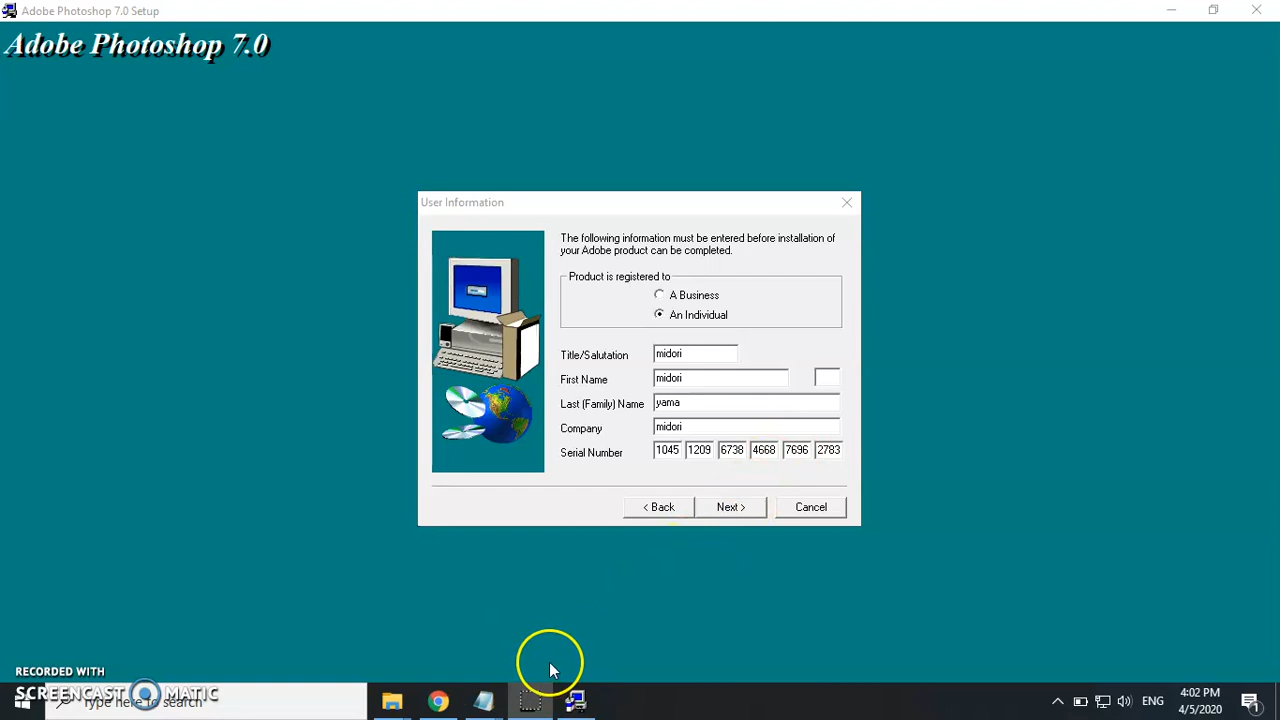 Adobe Photoshop 7.0 Setup
Adobe Photoshop 7.0
User Information
The following information must be entered before installation of
your Adobe product can be completed.
Product is registered to
A Business
An Individual
Title/Salutation midori
First Name midori
Last (Family) Name yama
Company midori
Serial Number 1045 1209 6738 4668 7696 2783
< Back Next > Cancel
RECORDED WITH
SCREENCAST MATIC
Type here to search
ENG
4:02 PM
4/5/2020
1